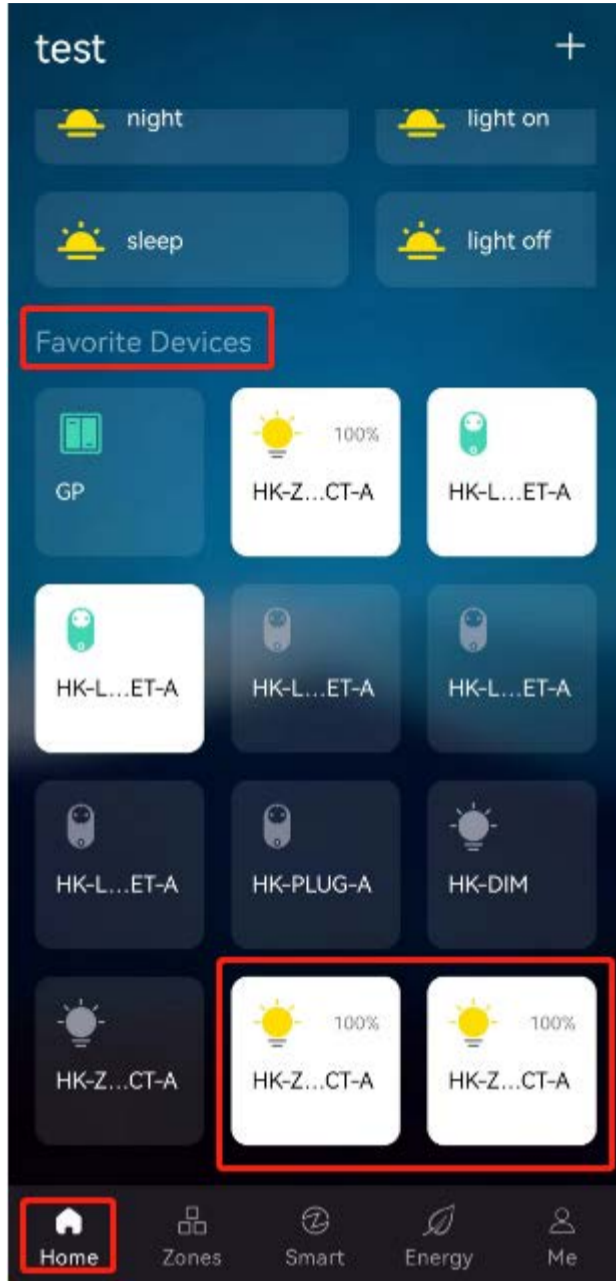 test
night
light on
sleep
light off
Favorite Devices
GP
100%
HK-Z...CT-A
HK-L...ET-A
HK-L...ET-A
HK-L...ET-A
HK-L...ET-A
HK-L...ET-A
HK-PLUG-A
HK-DIM
HK-Z...CT-A
100%
HK-Z...CT-A
100%
HK-Z...CT-A
Home
Zones
Smart
Energy
Me